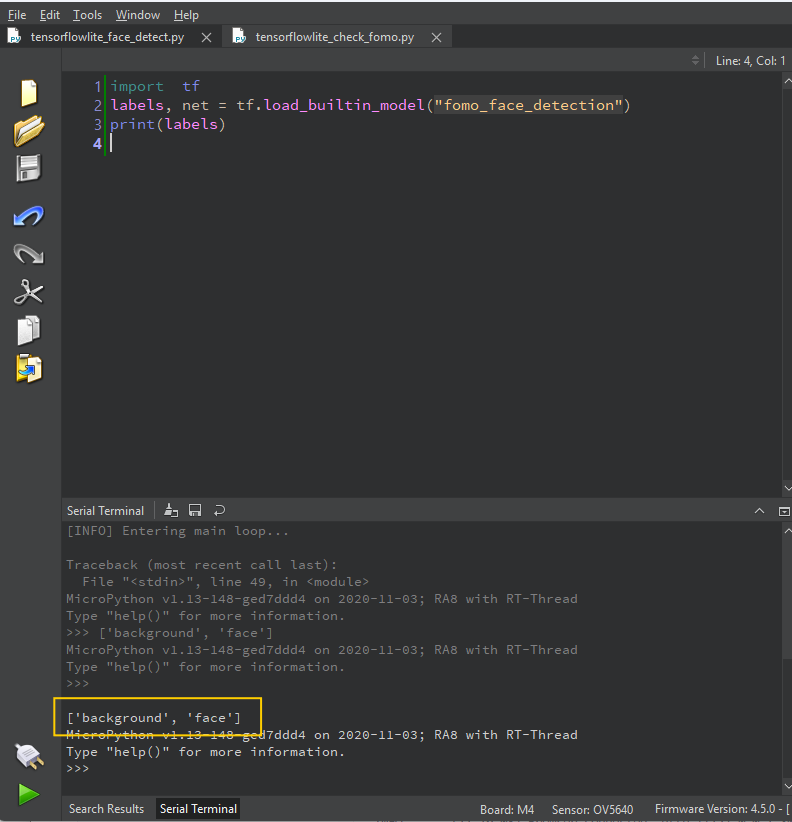 File Edit Tools Window Help
tensorflowlite_face_detect.py tensorflowlite_check_fomo.py
Line: 4, Col: 1
1 import  tf
2 labels, net = tf.load_builtin_model("fomo_face_detection")
3 print(labels)
4
Serial Terminal
[INFO] Entering main loop...
Traceback (most recent call last):
  File "<stdin>", line 49, in <module>
MicroPython v1.13-148-ged7ddd4 on 2020-11-03; RA8 with RT-Thread
Type "help()" for more information.
>>> ['background', 'face']
MicroPython v1.13-148-ged7ddd4 on 2020-11-03; RA8 with RT-Thread
Type "help()" for more information.
>>>
['background', 'face']
MicroPython v1.13-148-ged7ddd4 on 2020-11-03; RA8 with RT-Thread
Type "help()" for more information.
>>>
Search Results Serial Terminal Board: M4 Sensor: OV5640 Firmware Version: 4.5.0 - [